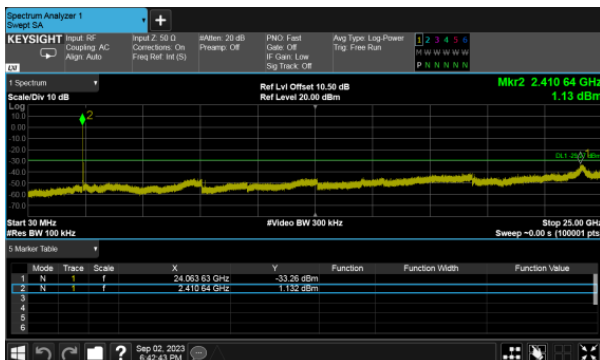 Spectrum Analyzer 1
Swept SA
KEYSIGHT Input: RF Input Z: 50 Ω #Atten: 20 dB PNO: Fast Avg Type: Log-Power 1 2 3 4 5 6
Coupling: AC Corrections: On Preamp: Off Gate: Off Trig: Free Run M W W W W W
Align: Auto Freq Ref: Int (S) IF Gain: Low
Sig Track: Off P N N N N N
LXI
1 Spectrum Ref Lvl Offset 10.50 dB Mkr2 2.410 64 GHz
Scale/Div 10 dB Ref Level 20.00 dBm 1.13 dBm
Log
10.0
0.00
-10.0
-20.0
-30.0
-40.0
-50.0
-60.0
-70.0
2
1
Start 30 MHz #Video BW 300 kHz Stop 25.00 GHz
#Res BW 100 kHz Sweep ~0.00 s (100001 pts)
5 Marker Table
Mode Trace Scale X Y Function Function Width Function Value
1 N 1 f 24.063 63 GHz -33.26 dBm
2 N 1 f 2.410 64 GHz 1.132 dBm
3
4
5
6
Sep 02, 2023
6:42:43 PM